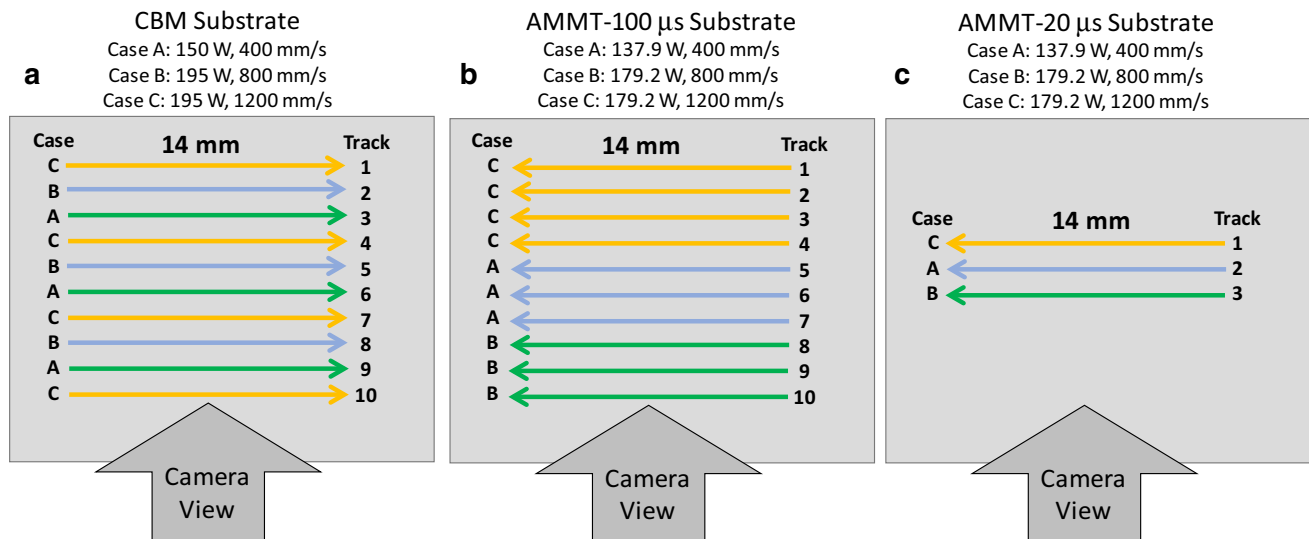 CBM Substrate
Case A: 150 W, 400 mm/s
Case B: 195 W, 800 mm/s
Case C: 195 W, 1200 mm/s
a
Case 14 mm Track
C 1
B 2
A 3
C 4
B 5
A 6
C 7
B 8
A 9
C 10
Camera
View
AMMT-100 μs Substrate
Case A: 137.9 W, 400 mm/s
Case B: 179.2 W, 800 mm/s
Case C: 179.2 W, 1200 mm/s
b
Case 14 mm Track
C 1
C 2
C 3
C 4
A 5
A 6
A 7
B 8
B 9
B 10
Camera
View
AMMT-20 μs Substrate
Case A: 137.9 W, 400 mm/s
Case B: 179.2 W, 800 mm/s
Case C: 179.2 W, 1200 mm/s
c
Case 14 mm Track
C 1
A 2
B 3
Camera
View